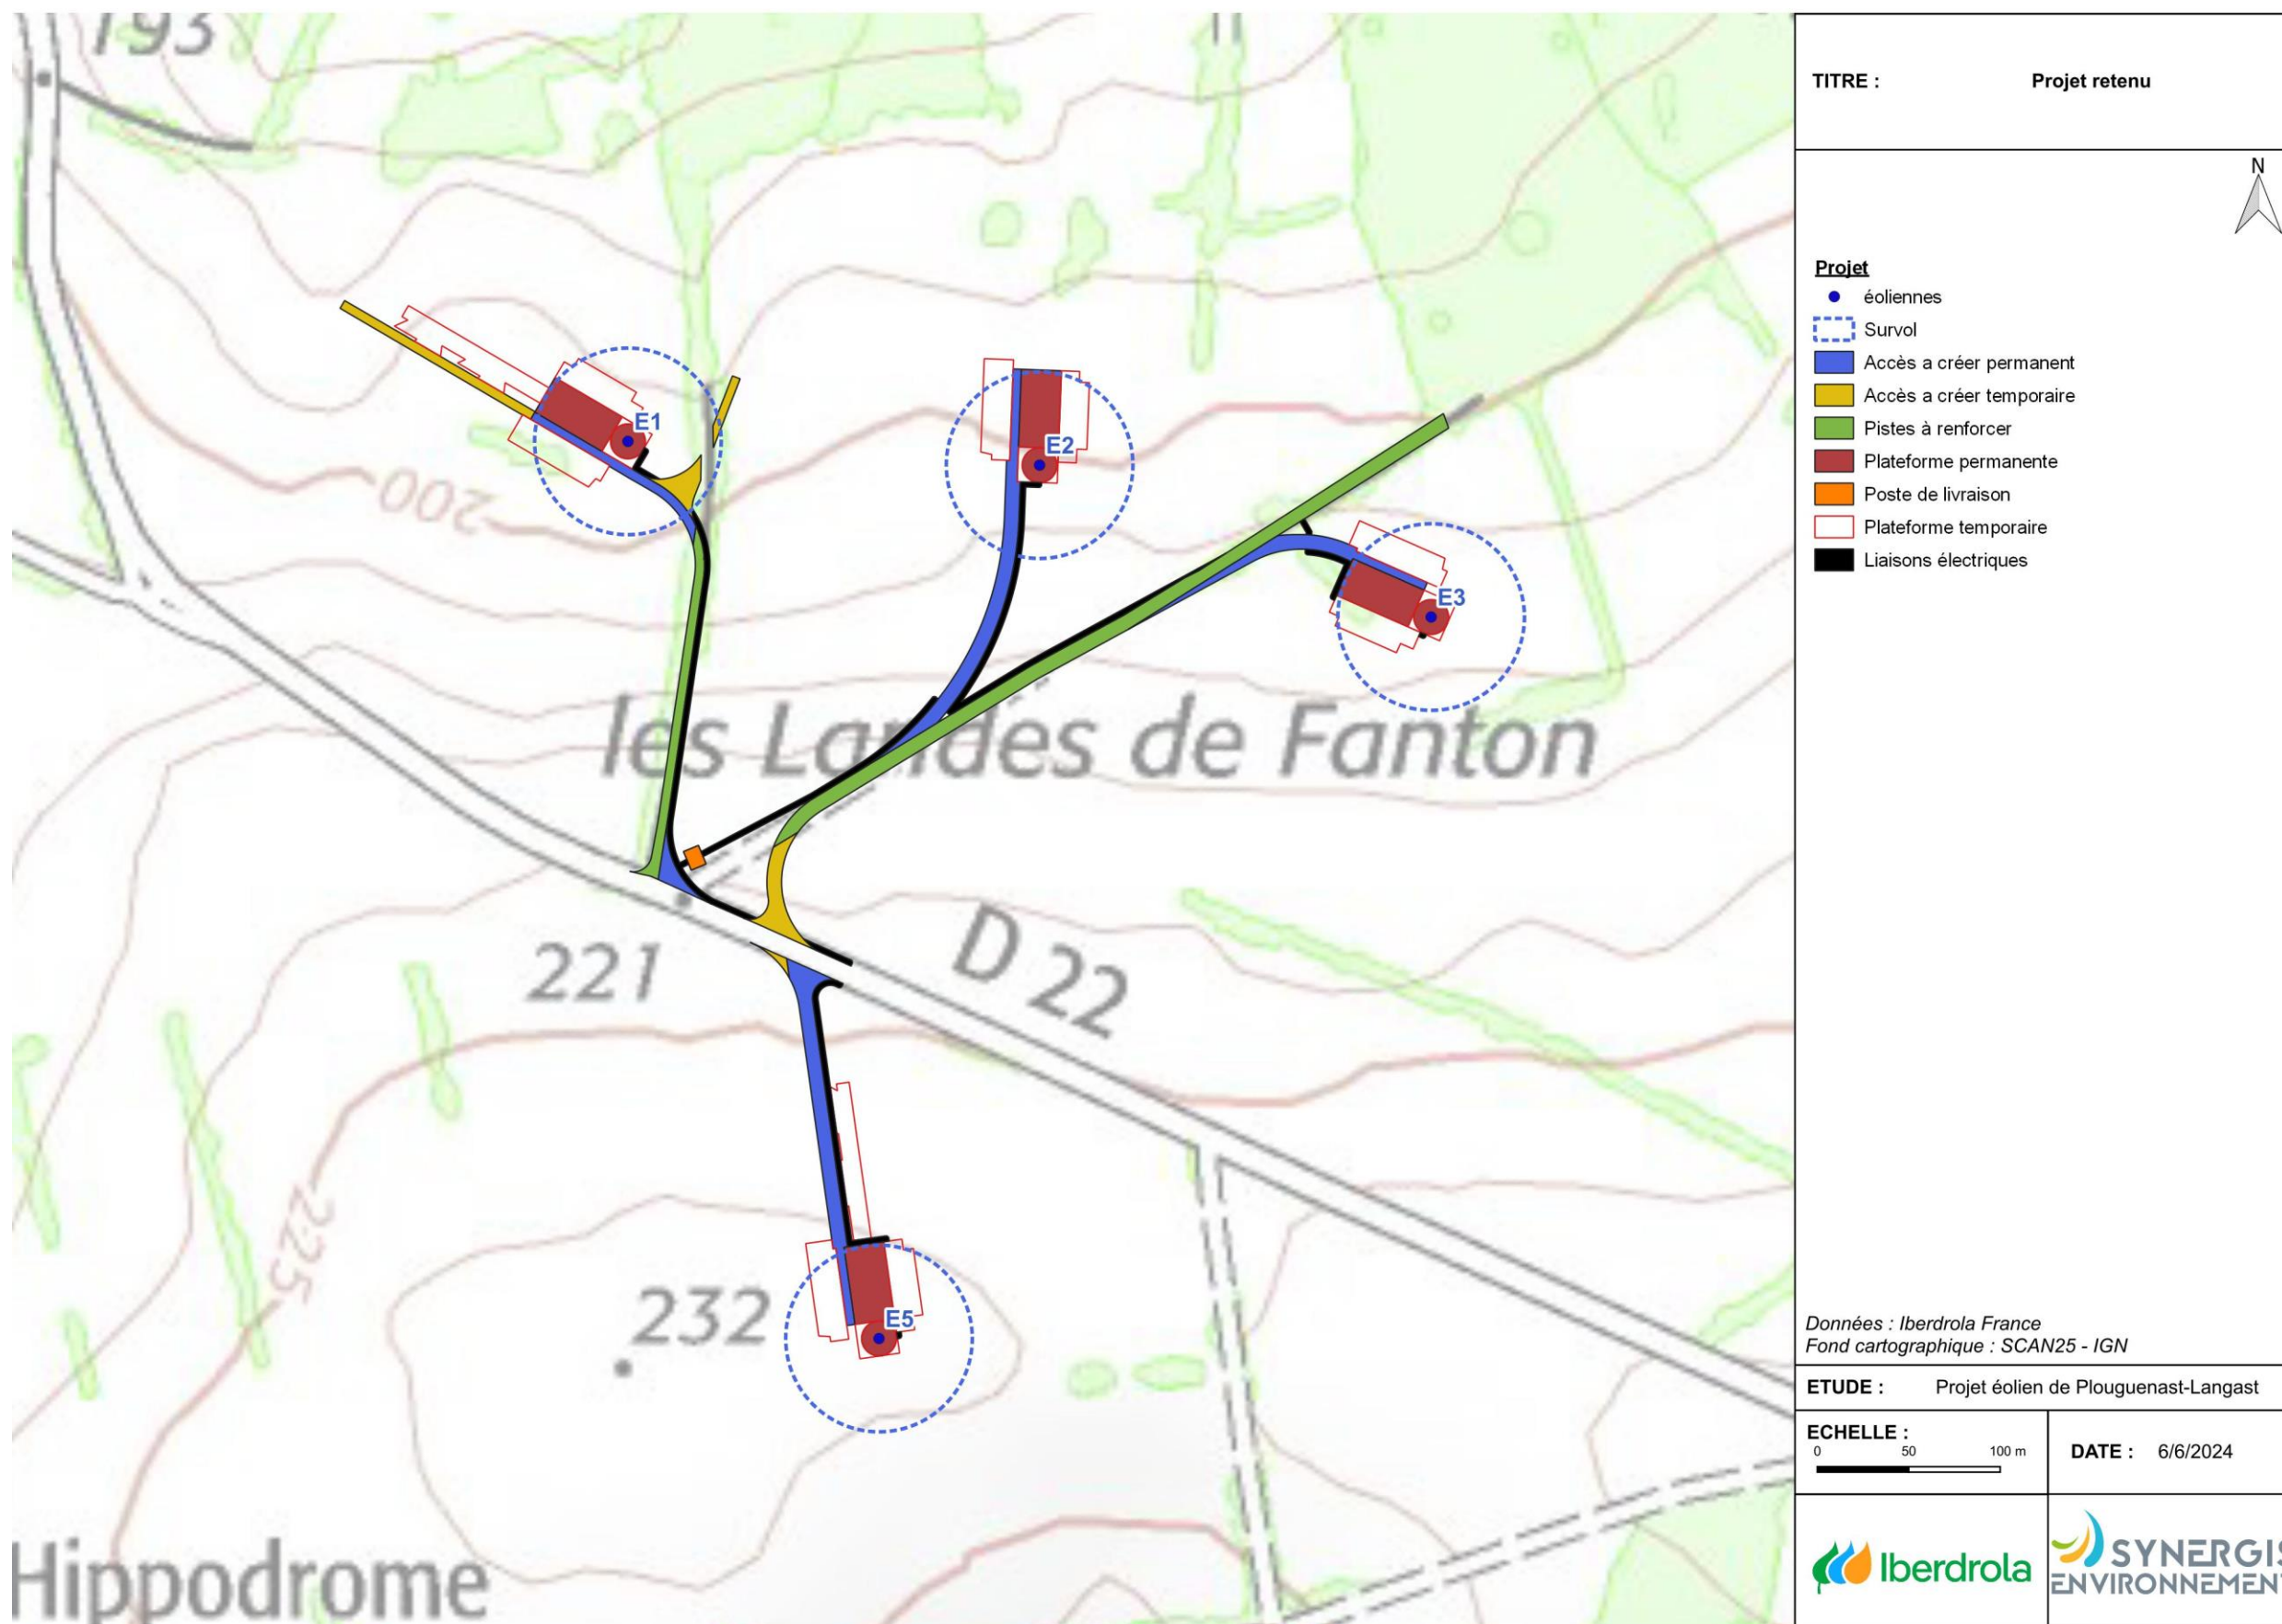 193
E1
E2
200
E3
les Landes de Fanton
221
D 22
225
232
E5
Hippodrome
TITRE : Projet retenu
N
Projet
éoliennes
Survol
Accès a créer permanent
Accès a créer temporaire
Pistes à renforcer
Plateforme permanente
Poste de livraison
Plateforme temporaire
Liaisons électriques
Données : Iberdrola France
Fond cartographique : SCAN25 - IGN
ETUDE : Projet éolien de Plouguenast-Langast
ECHELLE :
0 50 100 m
DATE : 6/6/2024
Iberdrola
SYNERGIS
ENVIRONNEMENT